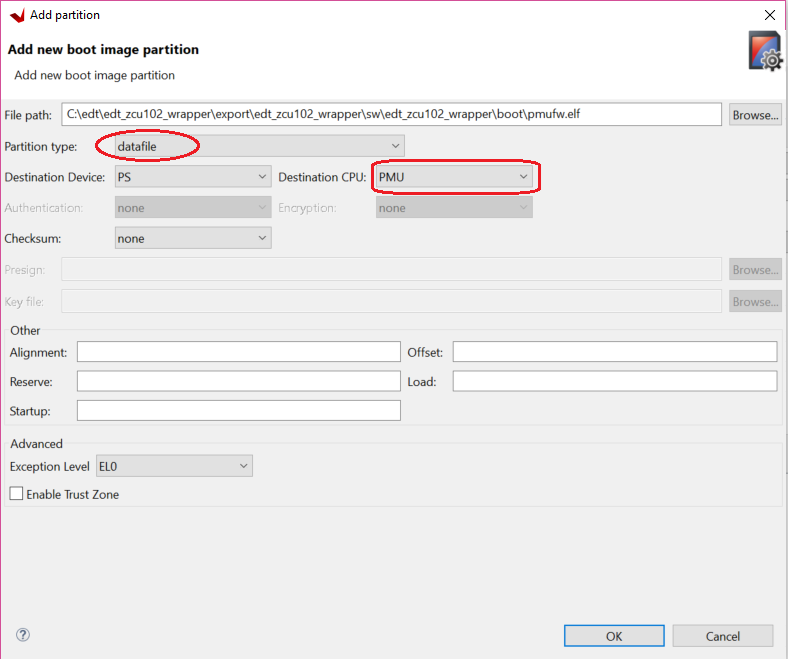 Add partition
Add new boot image partition
Add new boot image partition
File path: C:\edt\edt_zcu102_wrapper\export\edt_zcu102_wrapper\sw\edt_zcu102_wrapper\boot\pmufw.elf Browse...
Partition type: datafile
Destination Device: PS Destination CPU: PMU
Authentication: none Encryption: none
Checksum: none
Presign: Browse...
Key file: Browse...
Other
Alignment: Offset:
Reserve: Load:
Startup:
Advanced
Exception Level EL0
Enable Trust Zone
? OK Cancel